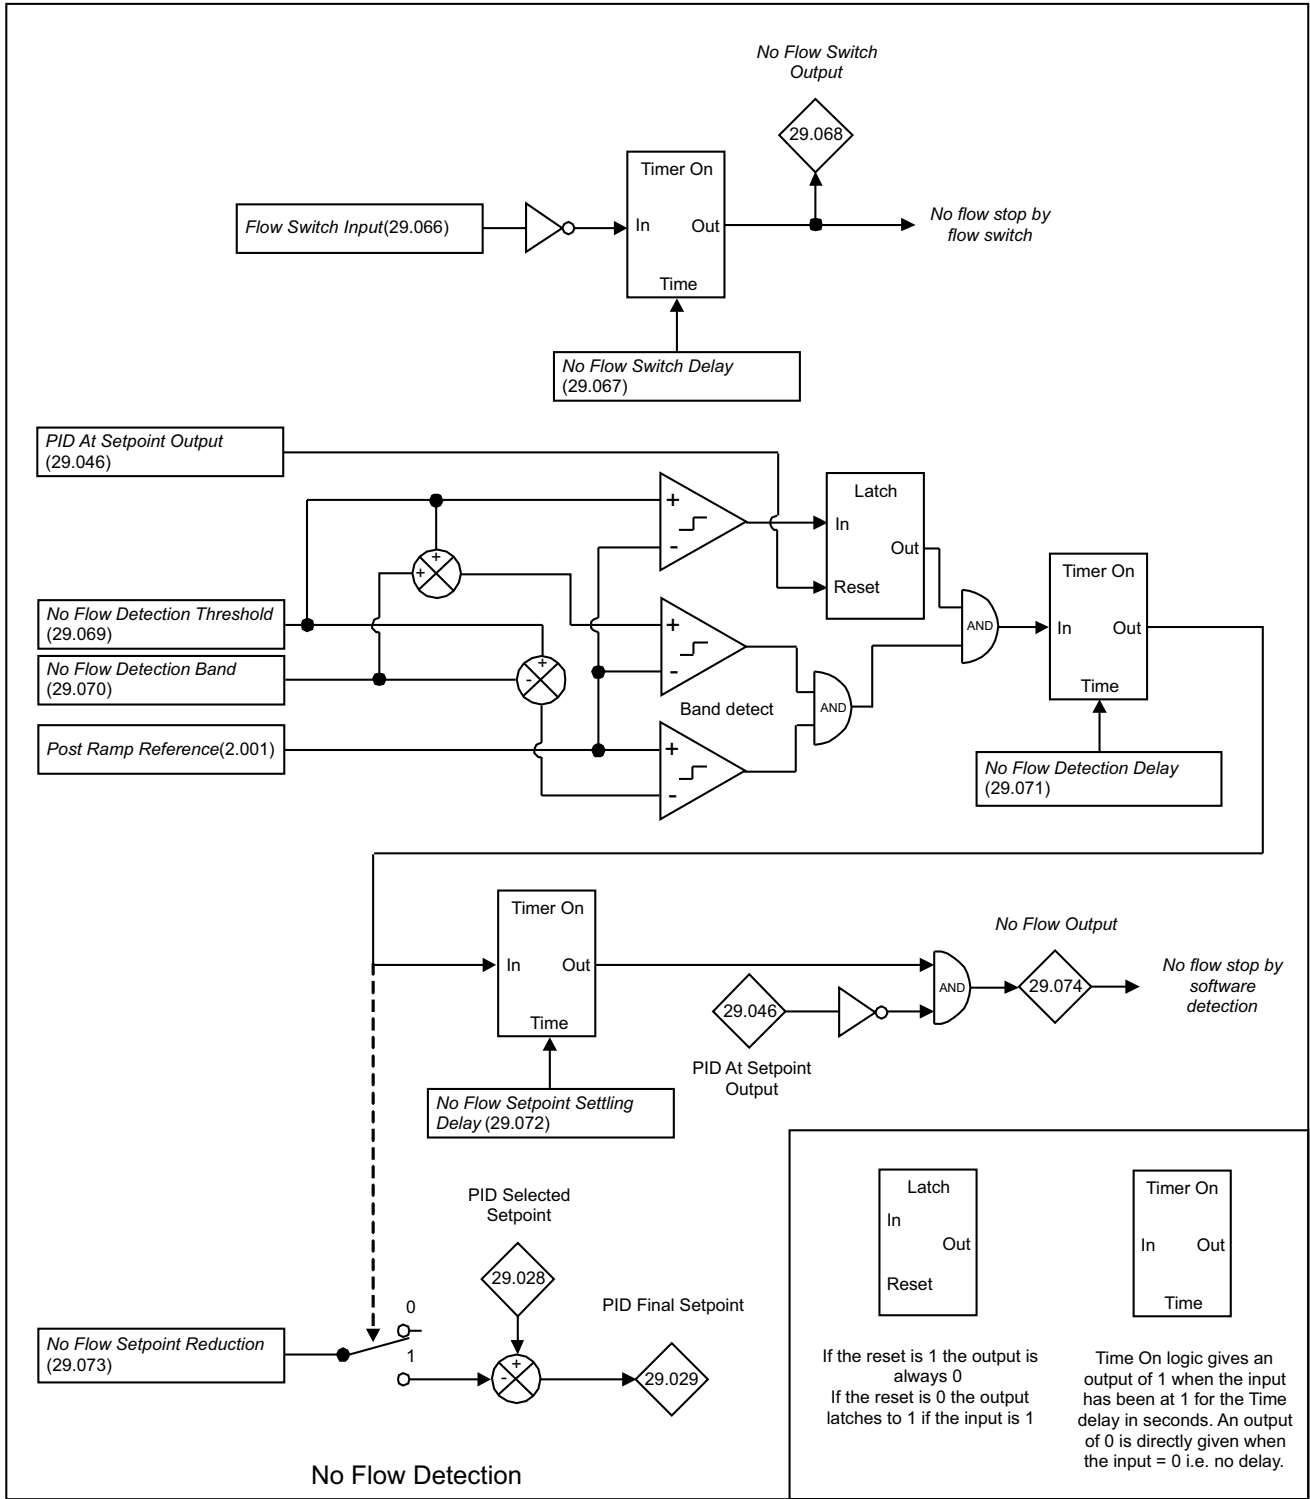 No Flow Switch
Output
29.068
Timer On
In
Out
Time
Flow Switch Input(29.066)
No flow stop by
flow switch
No Flow Switch Delay
(29.067)
PID At Setpoint Output
(29.046)
+
-
Latch
In
Out
Reset
+
+
No Flow Detection Threshold
(29.069)
+
-
AND
Timer On
In
Out
Time
No Flow Detection Band
(29.070)
+
-
Band detect
AND
Post Ramp Reference(2.001)
+
-
No Flow Detection Delay
(29.071)
Timer On
In
Out
Time
No Flow Output
AND
29.074
No flow stop by
software
detection
29.046
PID At Setpoint
Output
No Flow Setpoint Settling
Delay (29.072)
PID Selected
Setpoint
29.028
PID Final Setpoint
0
1
No Flow Setpoint Reduction
(29.073)
+
-
29.029
Latch
In
Out
Reset
Timer On
In
Out
Time
If the reset is 1 the output is
always 0
If the reset is 0 the output
latches to 1 if the input is 1
Time On logic gives an
output of 1 when the input
has been at 1 for the Time
delay in seconds. An output
of 0 is directly given when
the input = 0 i.e. no delay.
No Flow Detection